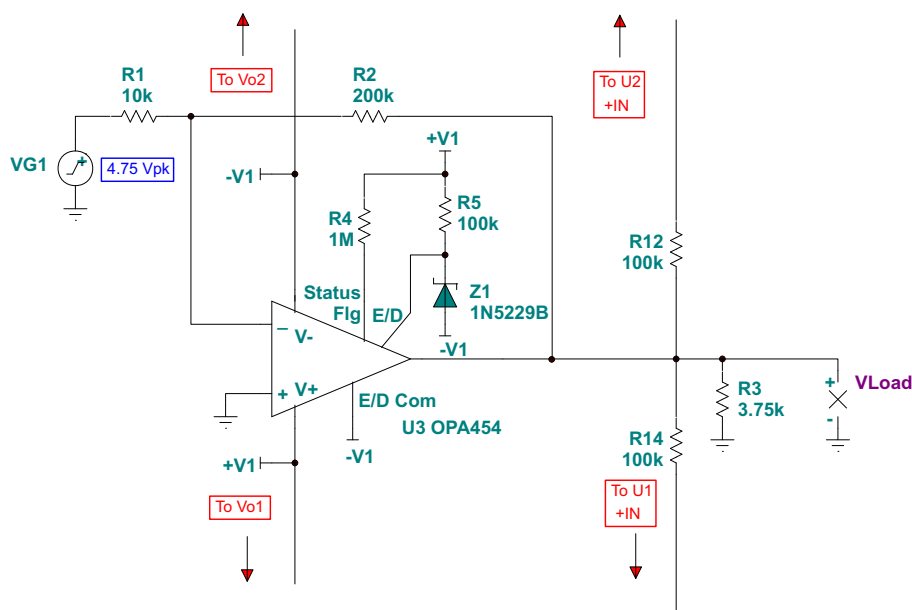 To Vo2
To U2
+IN
R1
10k
R2
200k
VG1
4.75 Vpk
+V1
-V1
R4
1M
R5
100k
R12
100k
Status
Flg
E/D
Z1
1N5229B
-V1
−
V-
+
V+
E/D Com
U3 OPA454
-V1
+V1
R3
3.75k
+
VLoad
-
R14
100k
To Vo1
To U1
+IN